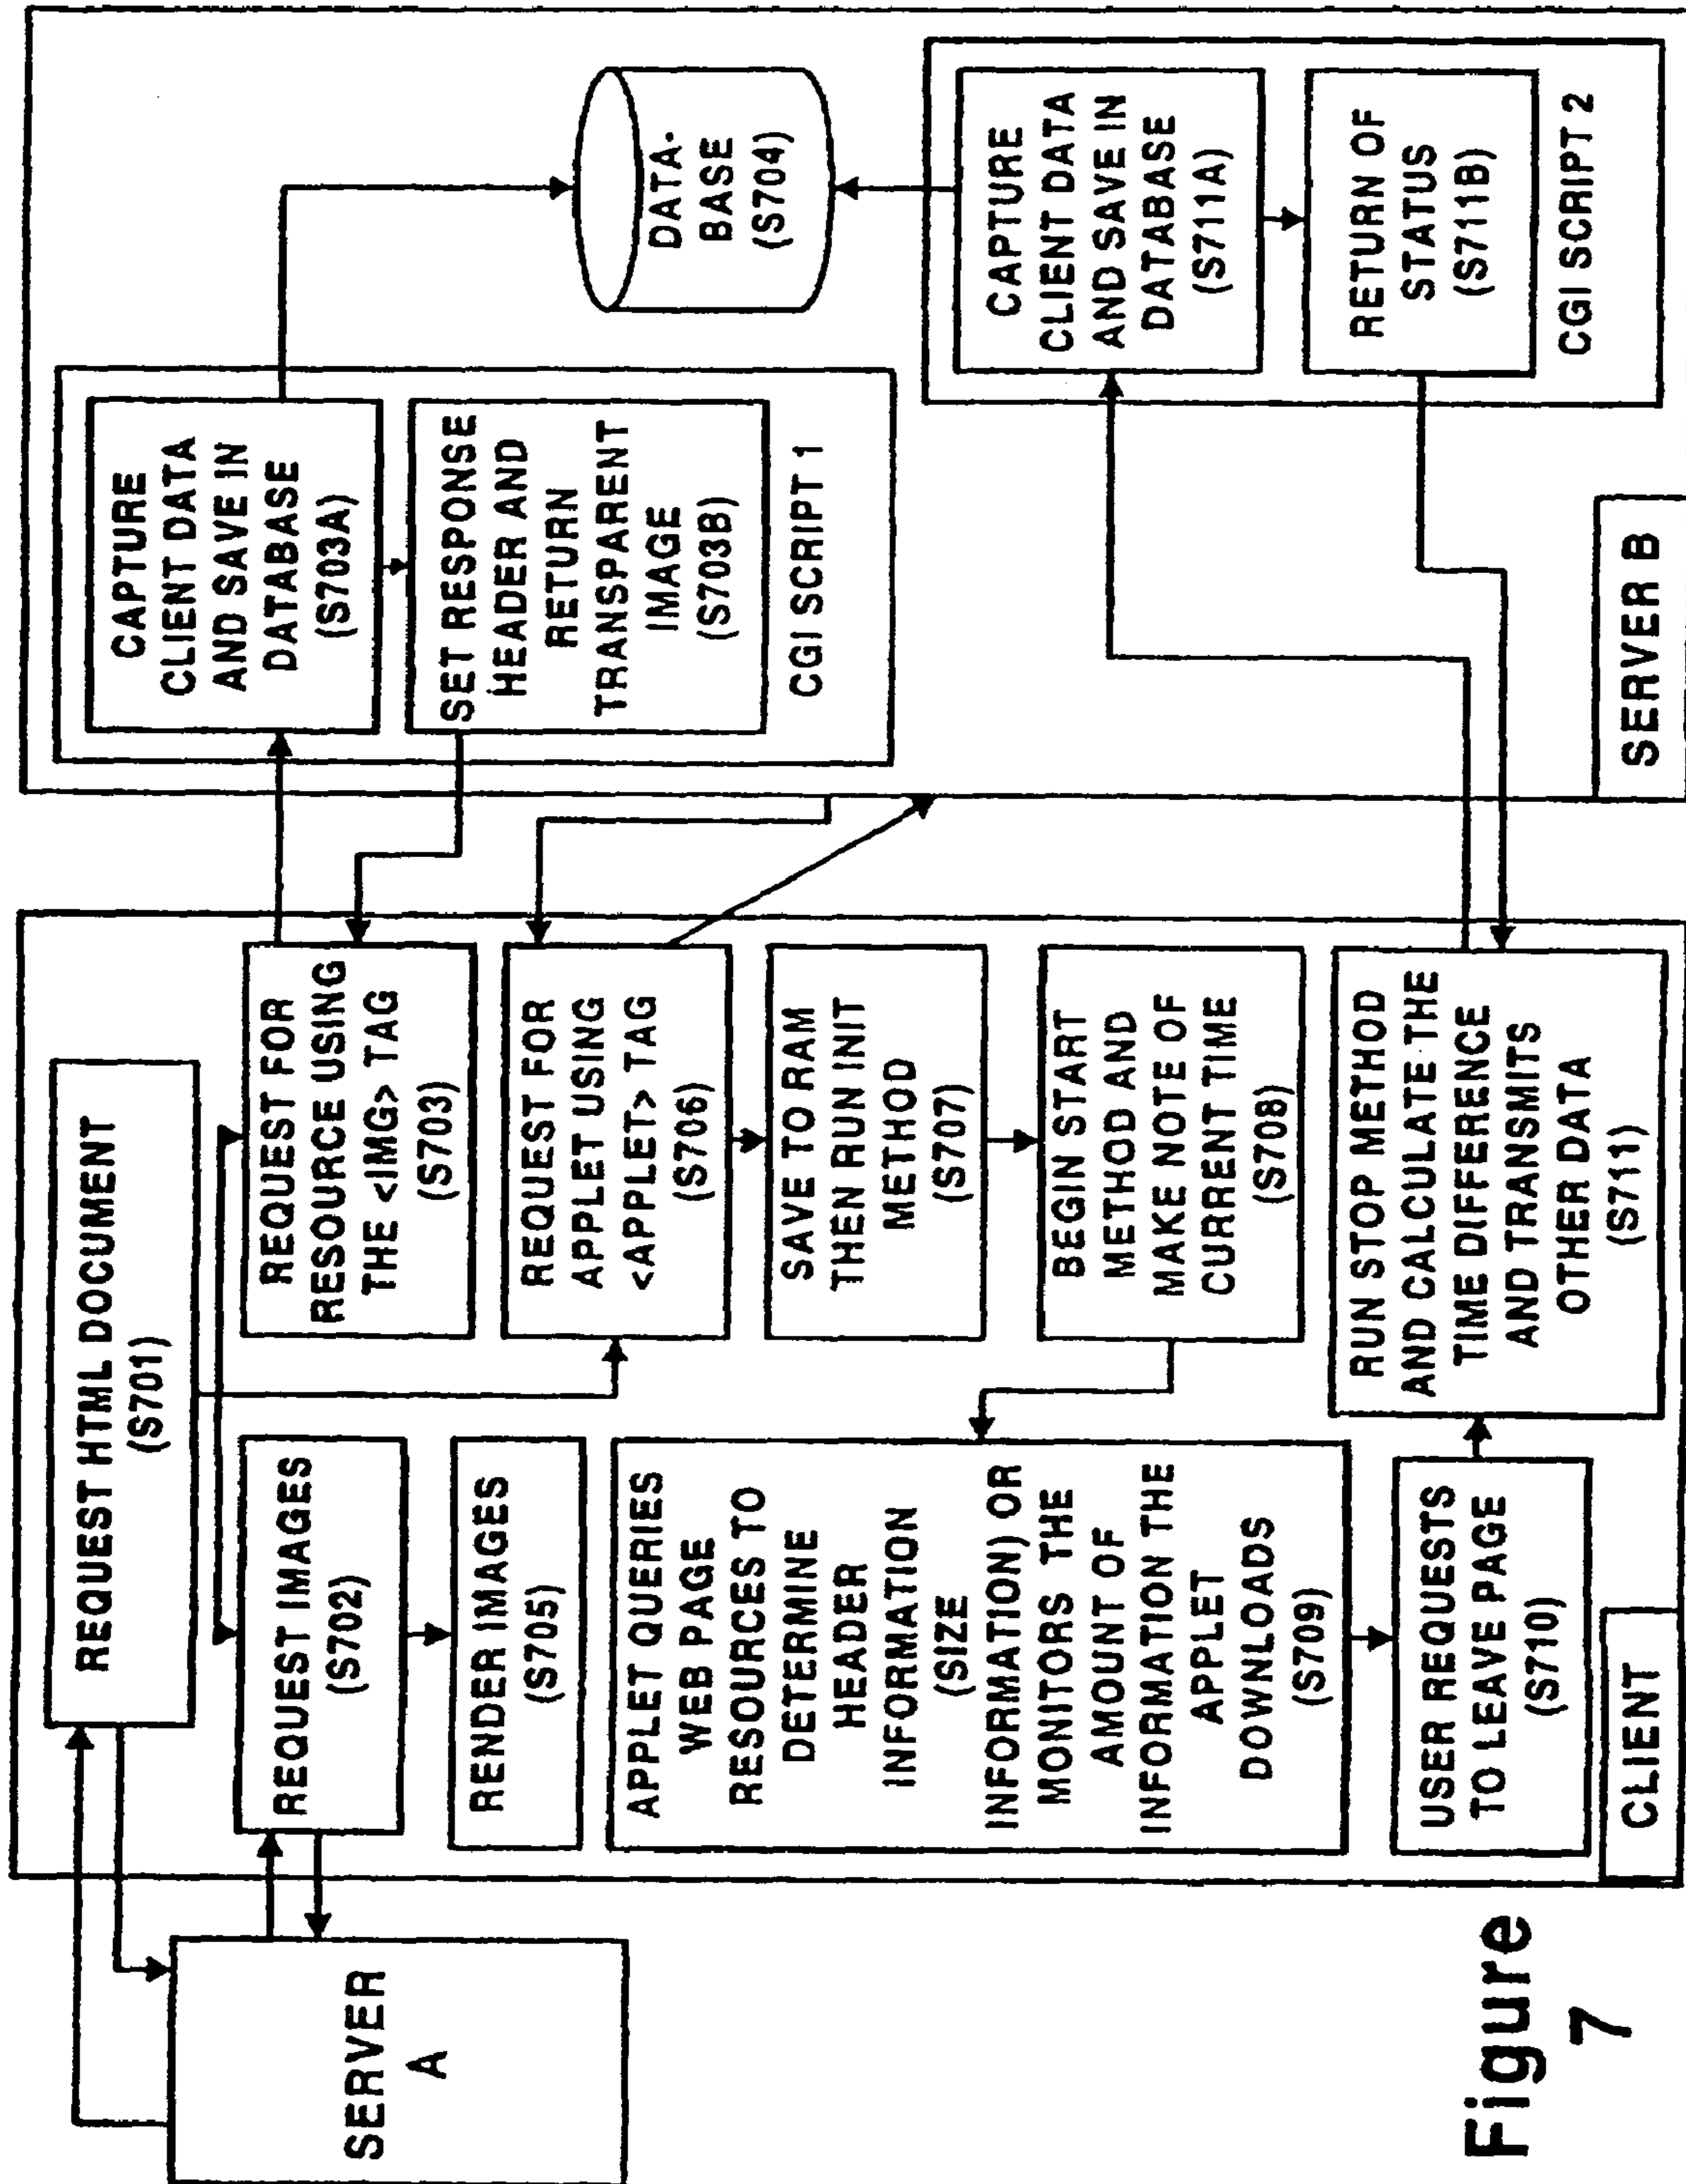 SERVER
A
REQUEST HTML DOCUMENT
(S701)
REQUEST IMAGES
(S702)
REQUEST FOR
RESOURCE USING
THE <IMG> TAG
(S703)
RENDER IMAGES
(S705)
REQUEST FOR
APPLET USING
<APPLET> TAG
(S706)
SAVE TO RAM
THEN RUN INIT
METHOD
(S707)
BEGIN START
METHOD AND
MAKE NOTE OF
CURRENT TIME
(S708)
APPLET QUERIES
WEB PAGE
RESOURCES TO
DETERMINE
HEADER
INFORMATION
(SIZE
INFORMATION) OR
MONITORS THE
AMOUNT OF
INFORMATION THE
APPLET
DOWNLOADS
(S709)
USER REQUESTS
TO LEAVE PAGE
(S710)
RUN STOP METHOD
AND CALCULATE THE
TIME DIFFERENCE
AND TRANSMITS
OTHER DATA
(S711)
CLIENT
CAPTURE
CLIENT DATA
AND SAVE IN
DATABASE
(S703A)
SET RESPONSE
HEADER AND
RETURN
TRANSPARENT
IMAGE
(S703B)
CGI SCRIPT 1
DATA-
BASE
(S704)
CAPTURE
CLIENT DATA
AND SAVE IN
DATABASE
(S711A)
RETURN OF
STATUS
(S711B)
CGI SCRIPT 2
SERVER B
Figure
7